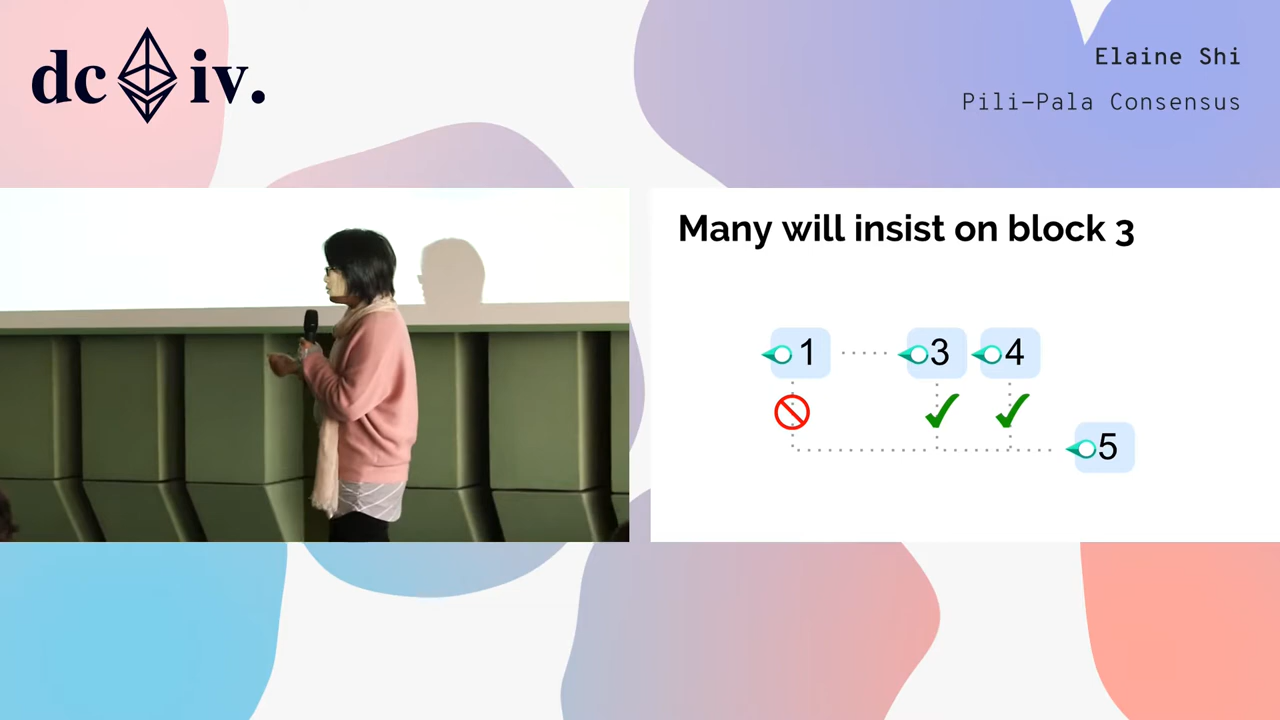 dc iv.
Elaine Shi
Pili-Pala Consensus
Many will insist on block 3
1
3
4
5